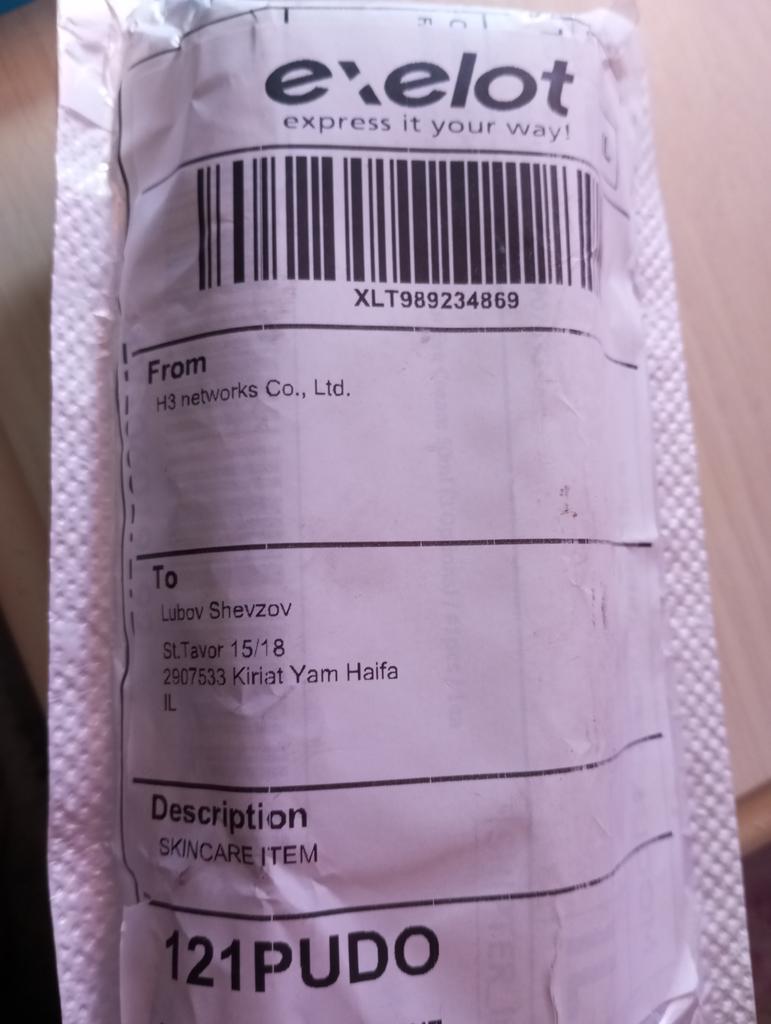 exelot
express it your way!
XLT989234869
From
H3 networks Co., Ltd.
To
Lubov Shevzov
St.Tavor 15/18
2907533 Kiriat Yam Haifa
IL
Description
SKINCARE ITEM
121PUDO